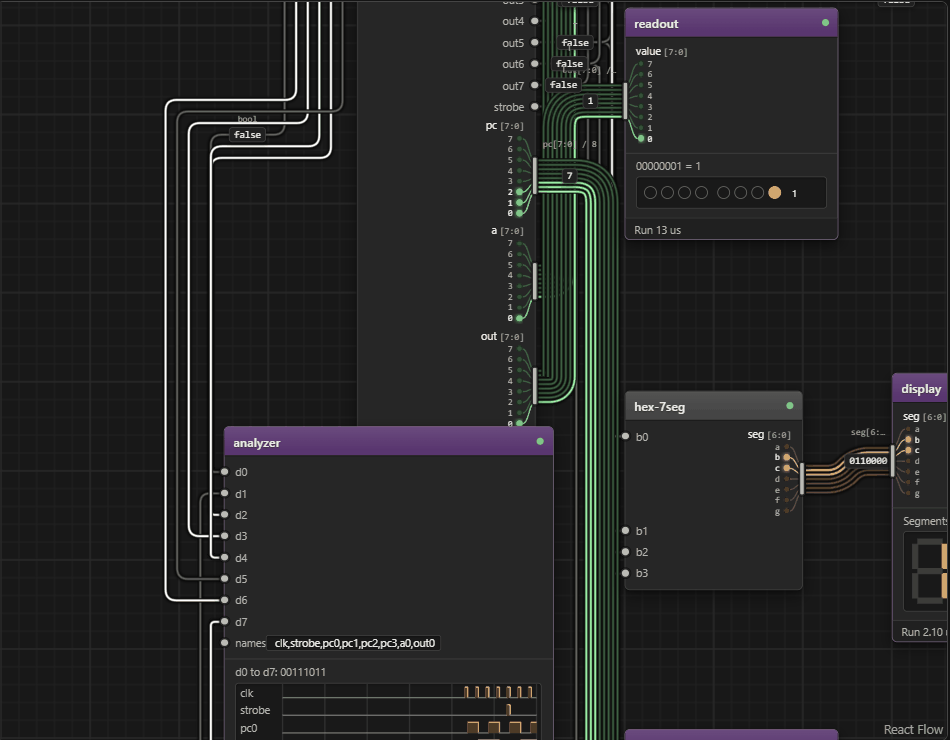 out4
out5
out6
out7
strobe
false
false
false
1
pc [7:0]
7
6
5
4
3
2
1
0
pc[7:0] / 8
7
a [7:0]
7
6
5
4
3
2
1
0
out [7:0]
7
6
5
4
3
2
1
0
bool
false
readout
value [7:0]
7
6
5
4
3
2
1
0
00000001 = 1
1
Run 13 us
hex-7seg
b0
seg [6:0]
a
b
c
d
e
f
g
b1
b2
b3
0110000
display
seg [6:0]
a
b
c
d
e
f
g
Segment
Run 2.10
analyzer
d0
d1
d2
d3
d4
d5
d6
d7
names clk,strobe,pc0,pc1,pc2,pc3,a0,out0
d0 to d7: 00111011
clk
strobe
pc0
React Flow